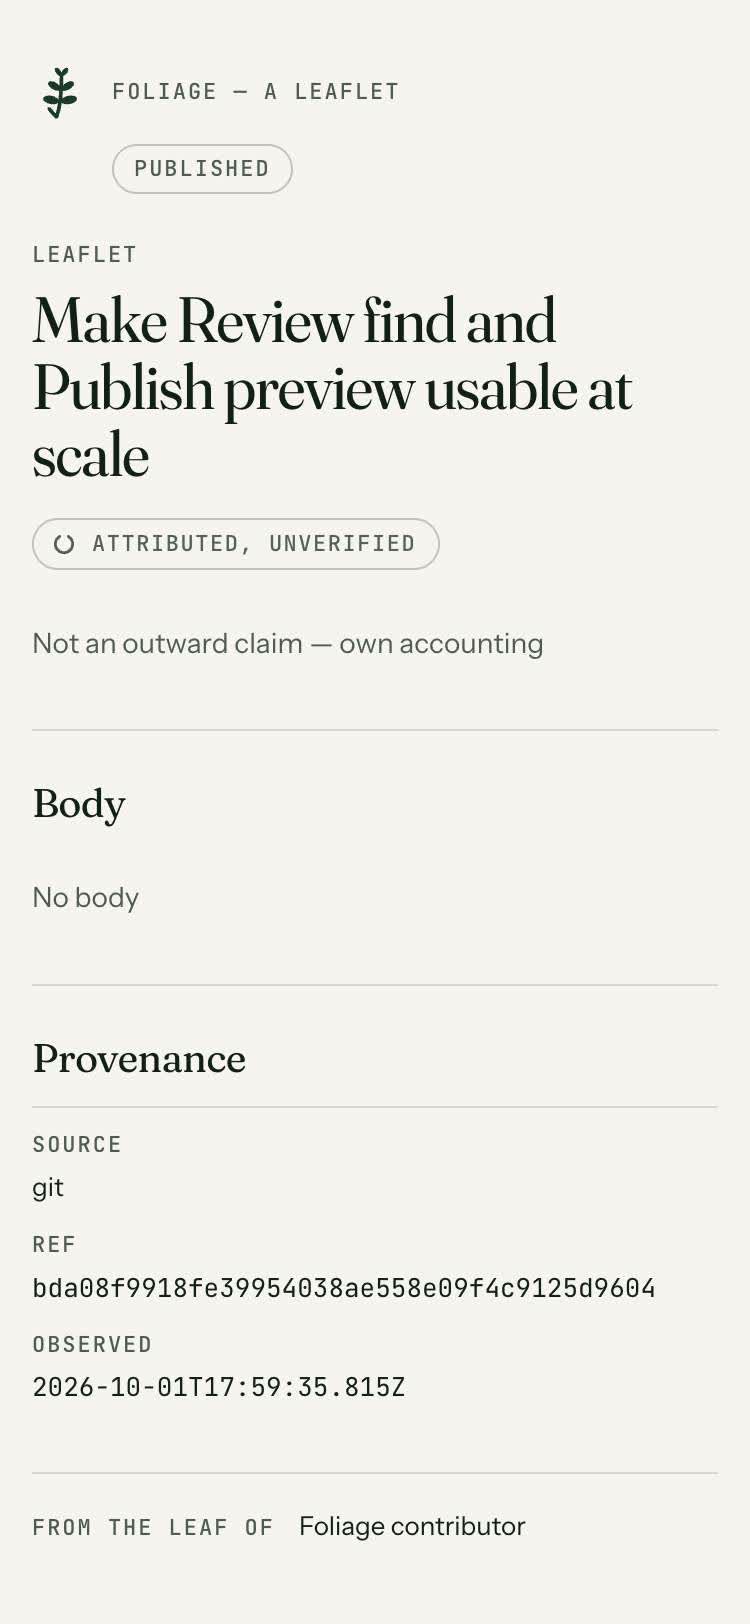 FOLIAGE — A LEAFLET
PUBLISHED
LEAFLET
Make Review find and
Publish preview usable at
scale
ATTRIBUTED, UNVERIFIED
Not an outward claim — own accounting
Body
No body
Provenance
SOURCE
git
REF
bda08f9918fe39954038ae558e09f4c9125d9604
OBSERVED
2026-10-01T17:59:35.815Z
FROM THE LEAF OF Foliage contributor